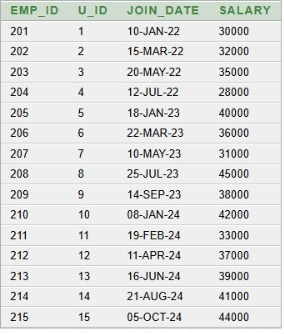 EMP_ID U_ID JOIN_DATE SALARY
201 1 10-JAN-22 30000
202 2 15-MAR-22 32000
203 3 20-MAY-22 35000
204 4 12-JUL-22 28000
205 5 18-JAN-23 40000
206 6 22-MAR-23 36000
207 7 10-MAY-23 31000
208 8 25-JUL-23 45000
209 9 14-SEP-23 38000
210 10 08-JAN-24 42000
211 11 19-FEB-24 33000
212 12 11-APR-24 37000
213 13 16-JUN-24 39000
214 14 21-AUG-24 41000
215 15 05-OCT-24 44000